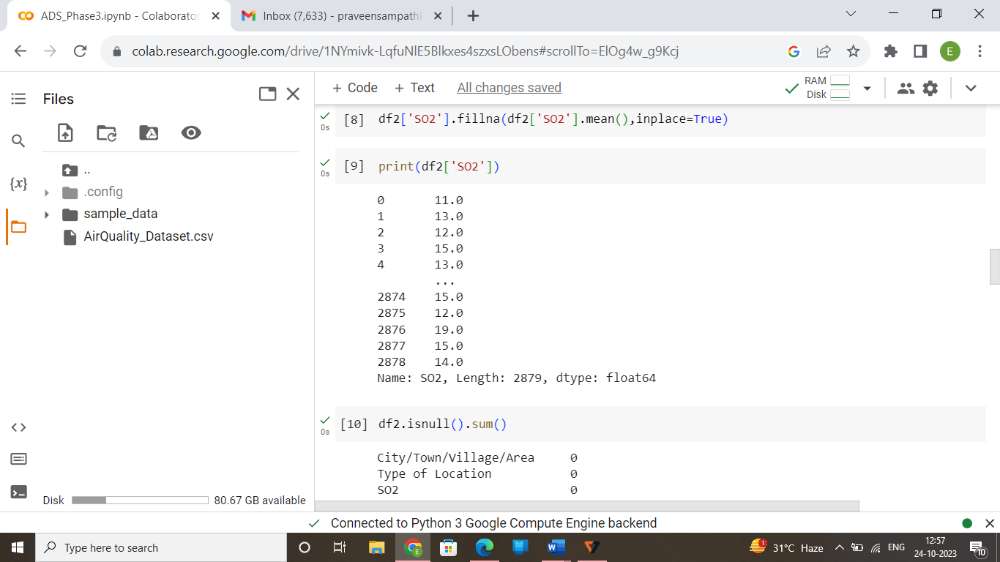 ADS_Phase3.ipynb - Colaborator
Inbox (7,633) - praveensampath
colab.research.google.com/drive/1NYmivk-LqfuNlE5Blkxes4szxsLObens#scrollTo=ElOg4w_g9Kcj
E
Files
+ Code + Text All changes saved
RAM
Disk
[8] df2['SO2'].fillna(df2['SO2'].mean(),inplace=True)
0s
[9] print(df2['SO2'])
0s
{x}
..
.config
sample_data
AirQuality_Dataset.csv
0 11.0
1 13.0
2 12.0
3 15.0
4 13.0
...
2874 15.0
2875 12.0
2876 19.0
2877 15.0
2878 14.0
Name: SO2, Length: 2879, dtype: float64
[10] df2.isnull().sum()
0s
City/Town/Village/Area 0
Type of Location 0
SO2 0
Disk 80.67 GB available
Connected to Python 3 Google Compute Engine backend
Type here to search
31°C Haze
ENG
12:57
24-10-2023
10